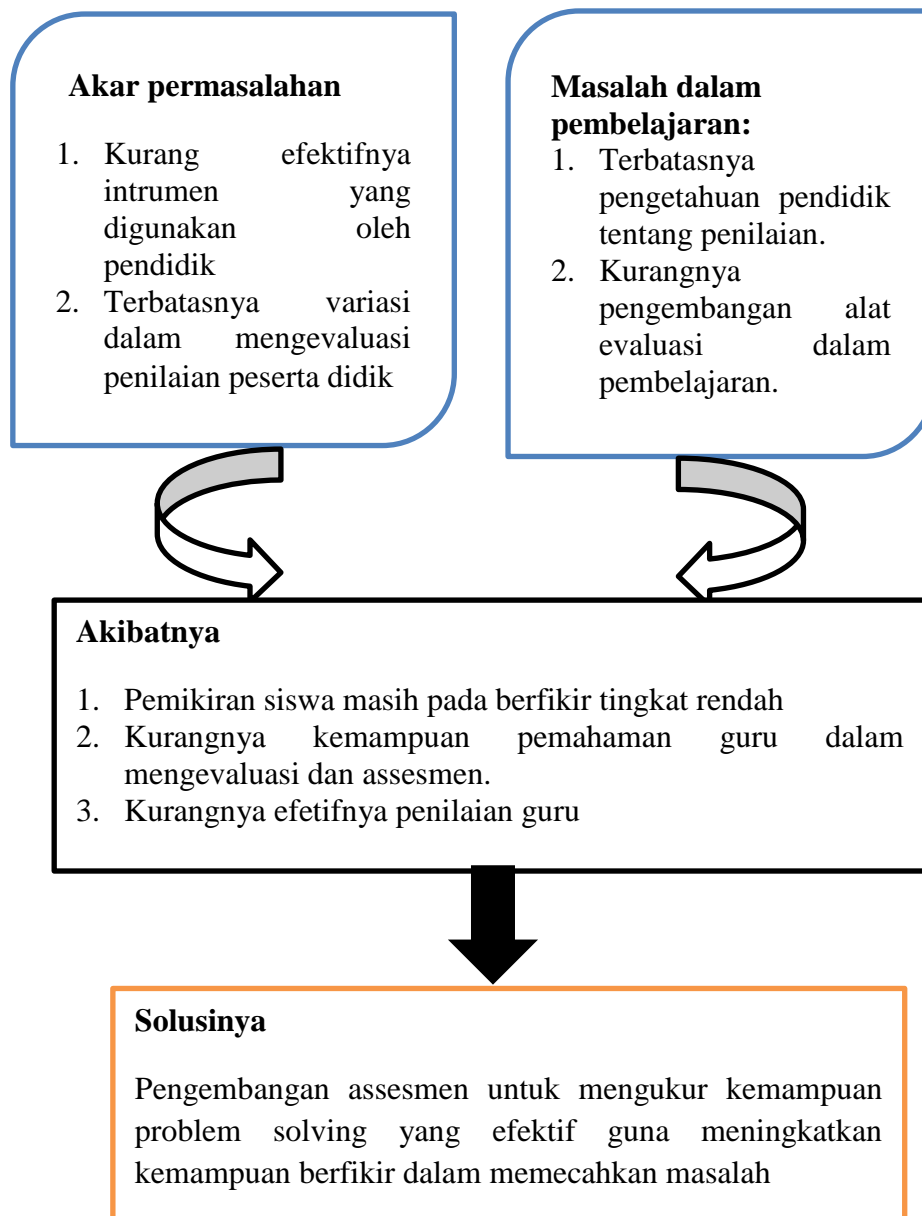 Akar permasalahan
1. Kurang efektifnya
intrumen yang
digunakan oleh
pendidik
2. Terbatasnya variasi
dalam mengevaluasi
penilaian peserta didik
Masalah dalam
pembelajaran:
1. Terbatasnya
pengetahuan pendidik
tentang penilaian.
2. Kurangnya
pengembangan alat
evaluasi dalam
pembelajaran.
Akibatnya
1. Pemikiran siswa masih pada berfikir tingkat rendah
2. Kurangnya kemampuan pemahaman guru dalam
mengevaluasi dan assesmen.
3. Kurangnya efetifnya penilaian guru
Solusinya
Pengembangan assesmen untuk mengukur kemampuan
problem solving yang efektif guna meningkatkan
kemampuan berfikir dalam memecahkan masalah